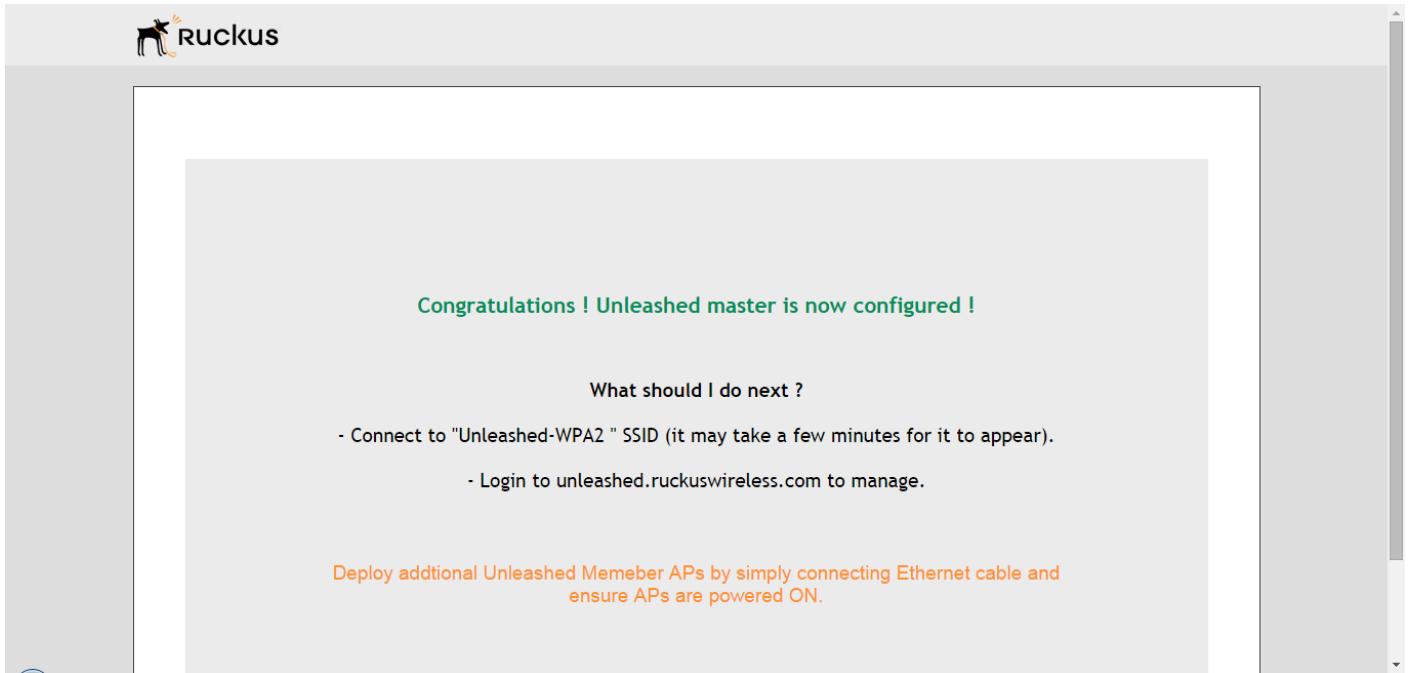 Ruckus
Congratulations ! Unleashed master is now configured !
What should I do next ?
- Connect to "Unleashed-WPA2 " SSID (it may take a few minutes for it to appear).
- Login to unleashed.ruckuswireless.com to manage.
Deploy addtional Unleashed Memeber APs by simply connecting Ethernet cable and
ensure APs are powered ON.